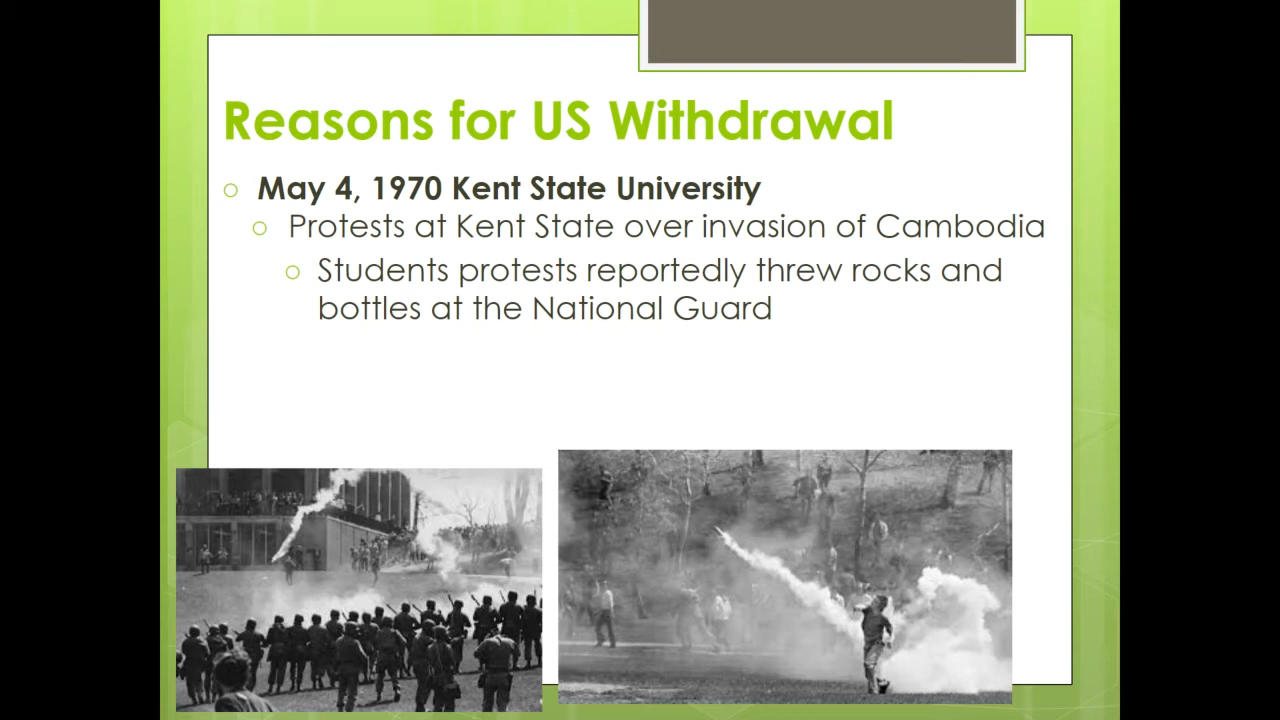 Reasons for US Withdrawal
May 4, 1970 Kent State University
Protests at Kent State over invasion of Cambodia
Students protests reportedly threw rocks and
bottles at the National Guard